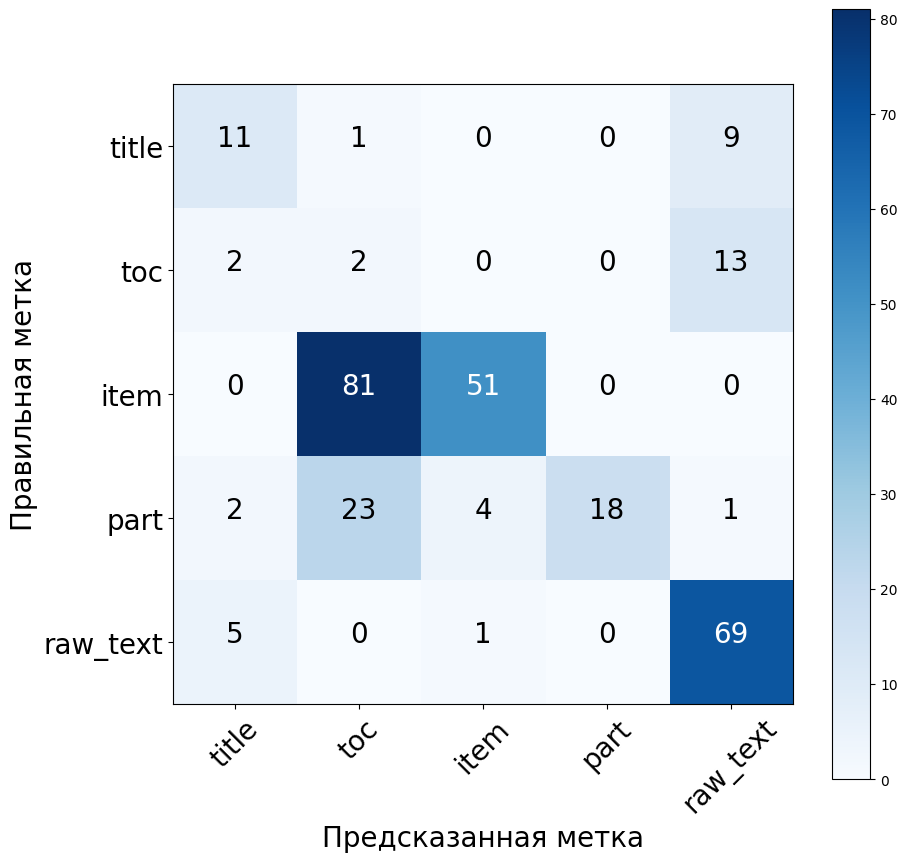 Правильная метка
title 11 1 0 0 9
toc 2 2 0 0 13
item 0 81 51 0 0
part 2 23 4 18 1
raw_text 5 0 1 0 69
title toc item part raw_text
Предсказанная метка
80
70
60
50
40
30
20
10
0